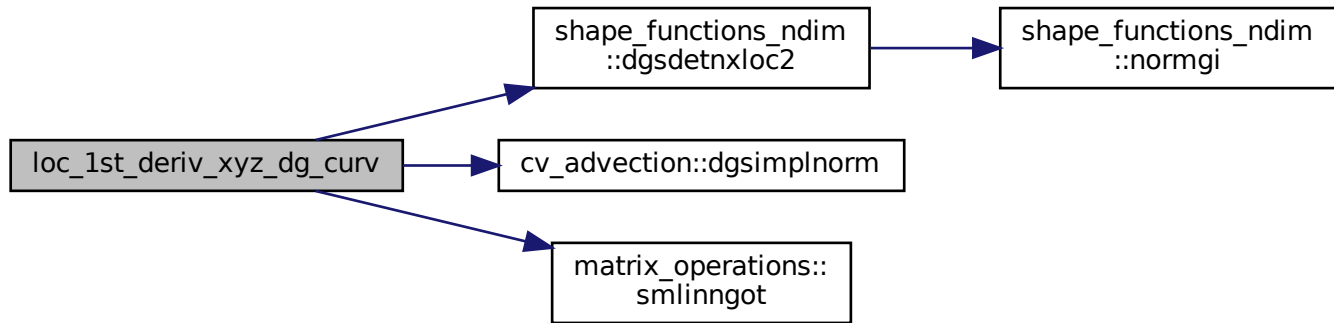 shape_functions_ndim
::dgsdetnxloc2
shape_functions_ndim
::normgi
loc_1st_deriv_xyz_dg_curv
cv_advection::dgsimplnorm
matrix_operations::
smlinngot